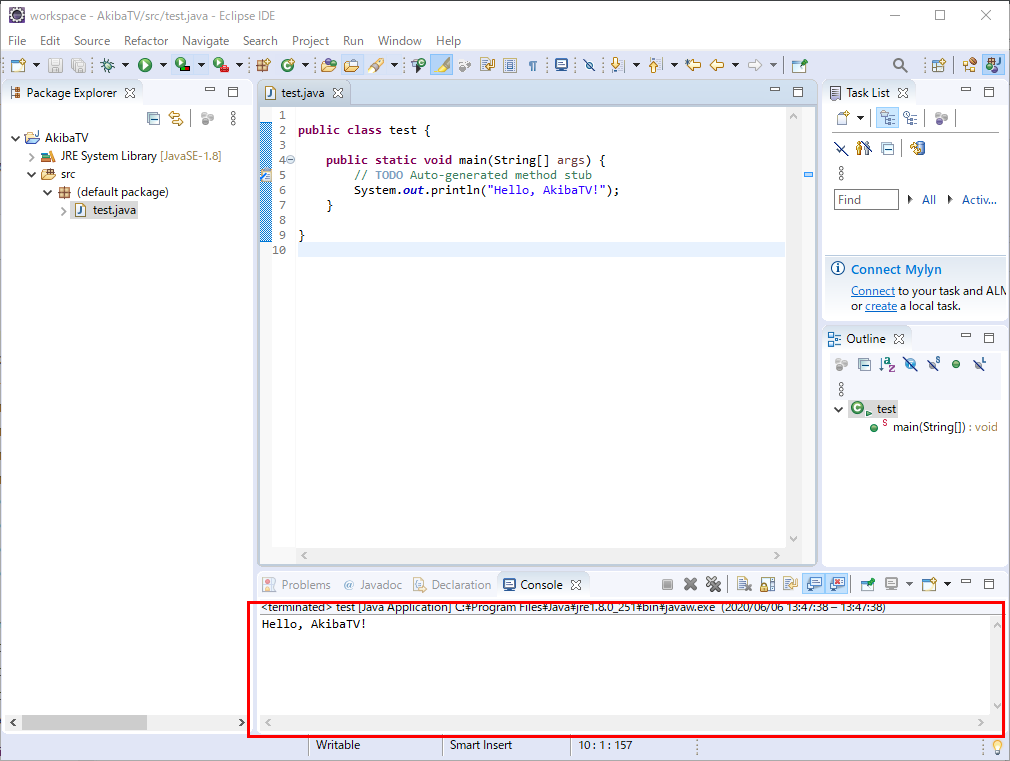 workspace - AkibaTV/src/test.java - Eclipse IDE
File Edit Source Refactor Navigate Search Project Run Window Help
Package Explorer
AkibaTV
JRE System Library [JavaSE-1.8]
src
(default package)
test.java
test.java
1
2 public class test {
3
4 public static void main(String[] args) {
5 // TODO Auto-generated method stub
6 System.out.println("Hello, AkibaTV!");
7 }
8
9 }
10
Task List
Find All Activ...
Connect Mylyn
Connect to your task and ALM
or create a local task.
Outline
test
main(String[]) : void
Problems @ Javadoc Declaration Console
<terminated> test [Java Application] C:¥Program Files¥Java¥jre1.8.0_251¥bin¥javaw.exe (2020/06/06 13:47:38 – 13:47:38)
Hello, AkibaTV!
Writable Smart Insert 10 : 1 : 157